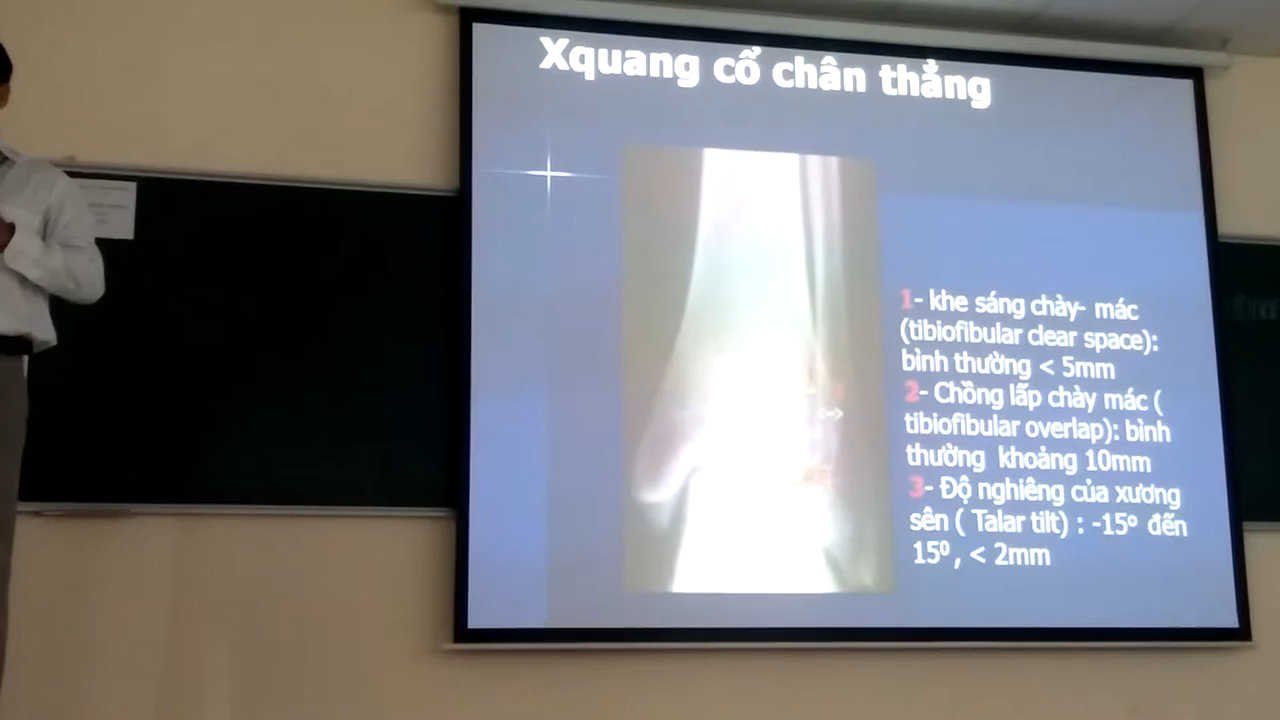 Xquang cổ chân thẳng
1- khe sáng chày- mác
(tibiofibular clear space):
bình thường < 5mm
2- Chồng lấp chày mác (
tibiofibular overlap): bình
thường khoảng 10mm
3- Độ nghiêng của xương
sên ( Talar tilt) : -15º đến
15⁰ , < 2mm